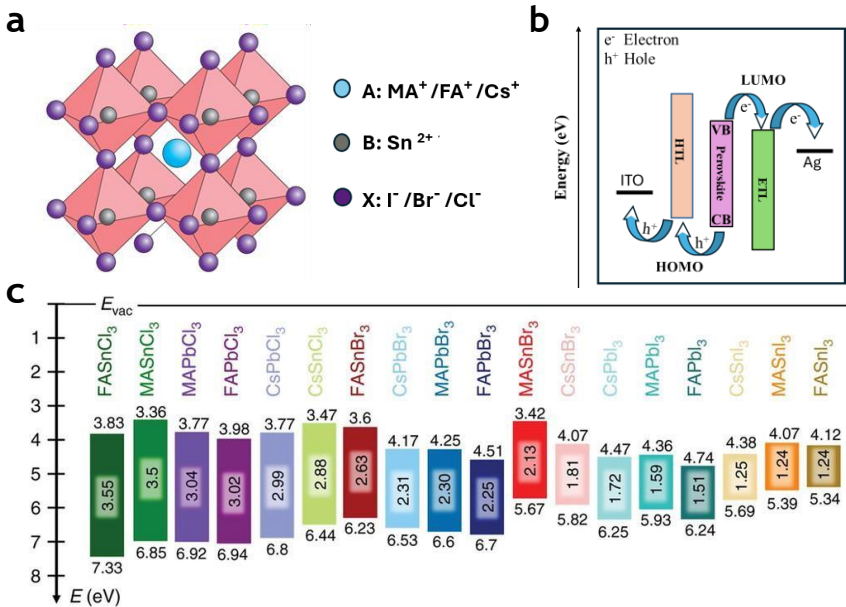 a
A: MA⁺/FA⁺/Cs⁺
B: Sn²⁺
X: I⁻/Br⁻/Cl⁻
b
Energy (eV)
e⁻ Electron
h⁺ Hole
LUMO
e⁻
e⁻
HTL
VB
Perovskite
CB
ETL
Ag
ITO
h⁺
h⁺
HOMO
c
E_vac
1
2
3
4
5
6
7
8
E (eV)
FASnCl₃
3.83
3.55
7.33
MASnCl₃
3.36
3.5
6.85
MAPbCl₃
3.77
3.04
6.92
FAPbCl₃
3.98
3.02
6.94
CsPbCl₃
3.77
2.99
6.8
CsSnCl₃
3.47
2.88
6.44
FASnBr₃
3.6
2.63
6.23
CsPbBr₃
4.17
2.31
6.53
MAPbBr₃
4.25
2.30
6.6
FAPbBr₃
4.51
2.25
6.7
MASnBr₃
3.42
2.13
5.67
CsSnBr₃
4.07
1.81
5.82
CsPbI₃
4.47
1.72
6.25
MAPbI₃
4.36
1.59
5.93
FAPbI₃
4.74
1.51
6.24
CsSnI₃
4.38
1.25
5.69
MASnI₃
4.07
1.24
5.39
FASnI₃
4.12
1.24
5.34